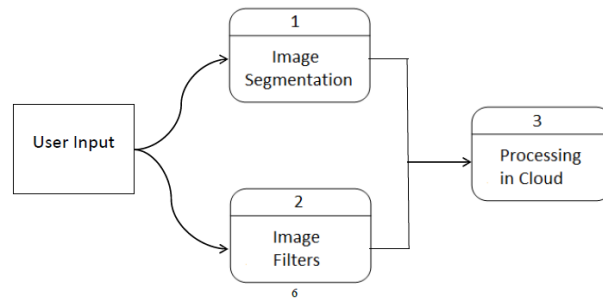 User Input
1
Image
Segmentation
2
Image
Filters
3
Processing
in Cloud
6